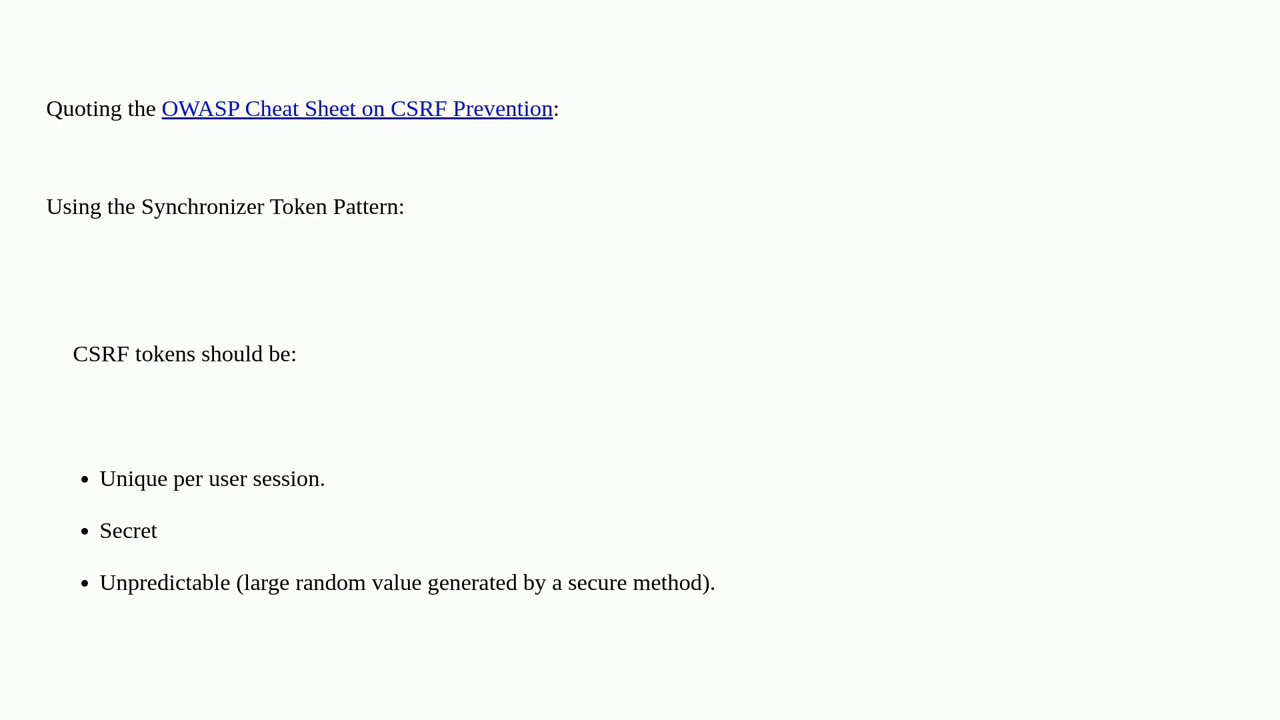 Quoting the OWASP Cheat Sheet on CSRF Prevention:
Using the Synchronizer Token Pattern:
CSRF tokens should be:
• Unique per user session.
• Secret
• Unpredictable (large random value generated by a secure method).